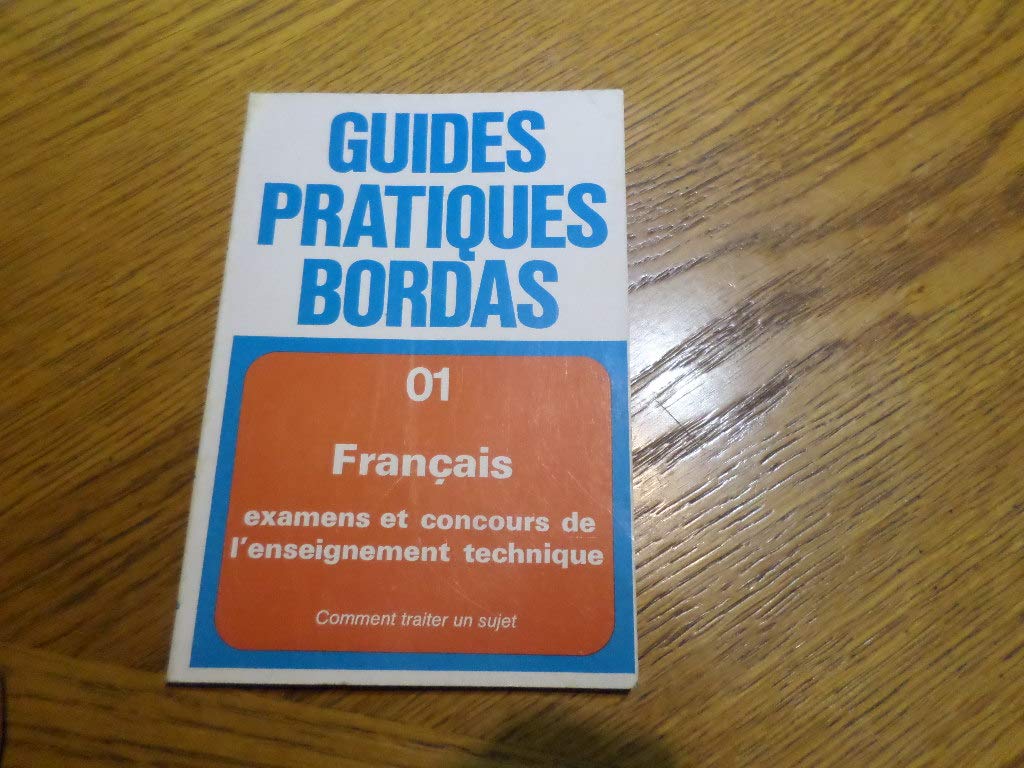 GUIDES
PRATIQUES
BORDAS
01
Français
examens et concours de
l'enseignement technique
Comment traiter un sujet